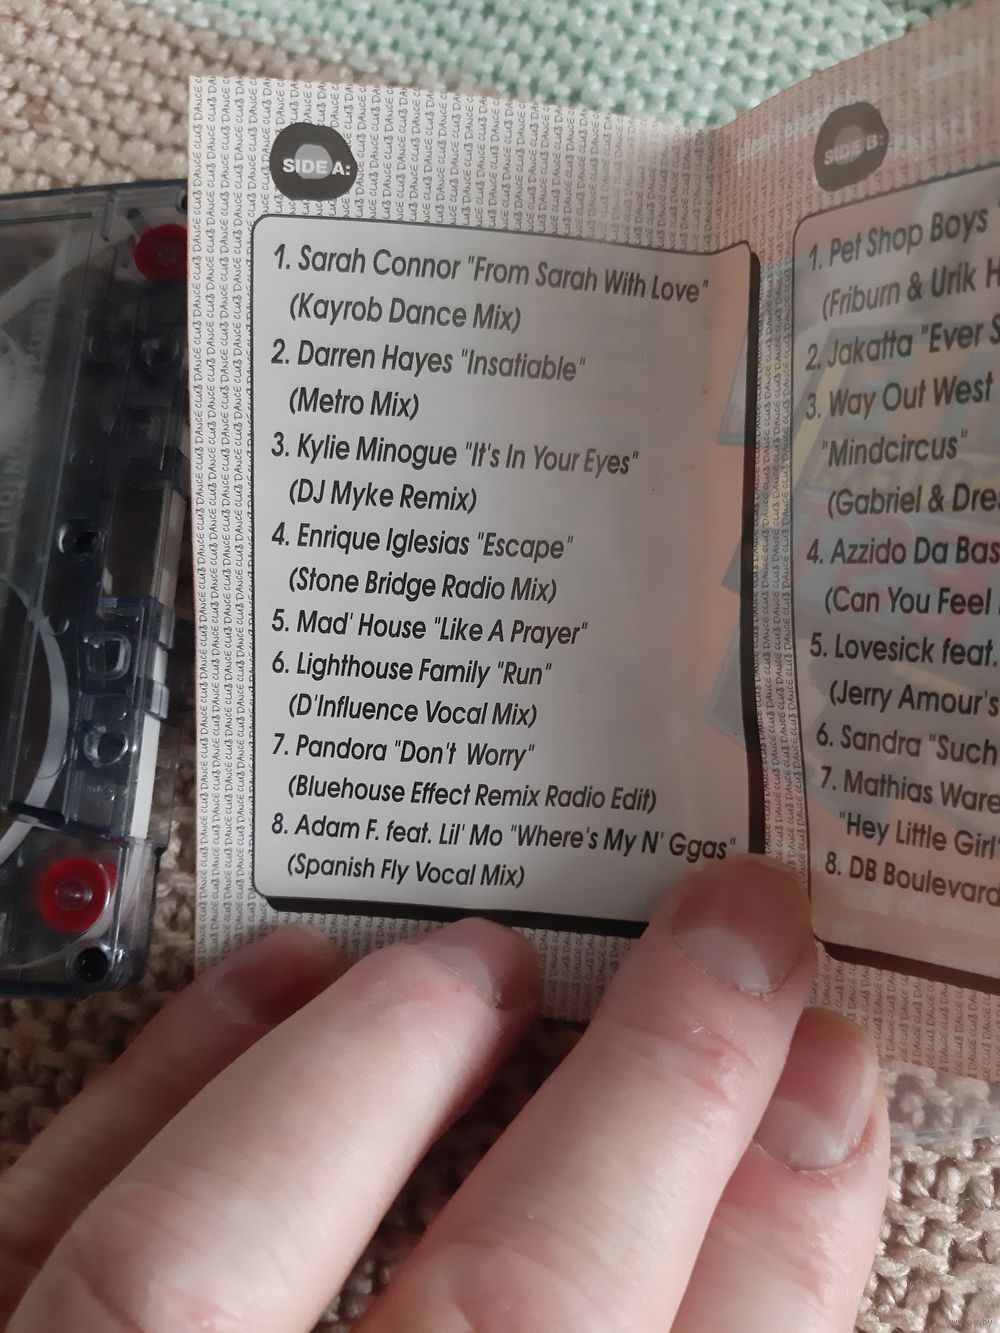 SIDE A:
1. Sarah Connor "From Sarah With Love"
(Kayrob Dance Mix)
2. Darren Hayes "Insatiable"
(Metro Mix)
3. Kylie Minogue "It's In Your Eyes"
(DJ Myke Remix)
4. Enrique Iglesias "Escape"
(Stone Bridge Radio Mix)
5. Mad' House "Like A Prayer"
6. Lighthouse Family "Run"
(D'Influence Vocal Mix)
7. Pandora "Don't Worry"
(Bluehouse Effect Remix Radio Edit)
8. Adam F. feat. Lil' Mo "Where's My N' Ggas"
(Spanish Fly Vocal Mix)
SIDE B:
1. Pet Shop Boys
(Friburn & Urik
2. Jakatta "Ever
3. Way Out West
"Mindcircus"
(Gabriel &
4. Azzido Da
(Can You Feel
5. Lovesick feat.
(Jerry Amour's
6. Sandra "Such
7. Mathias
"Hey Little Girl"
8. DB
DANCE CLUB